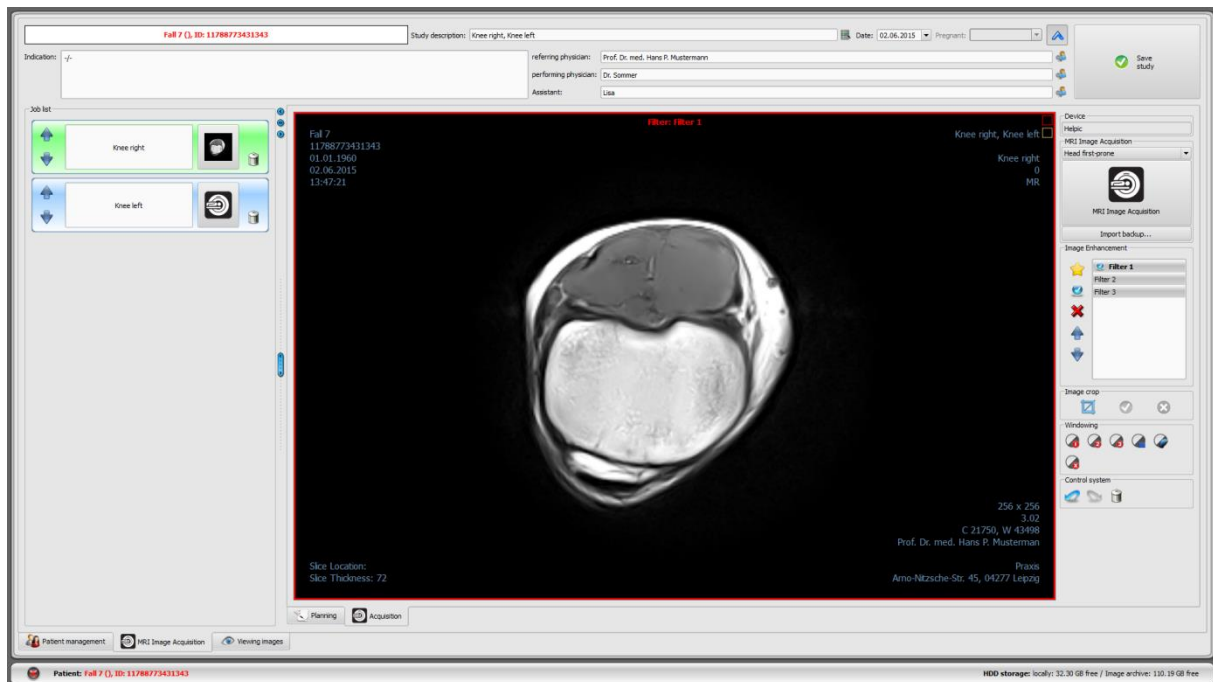 Fall 7 (), ID: 11788773431343
Study description: Knee right, Knee left
Date: 02.06.2015
Pregnant:
Indication: -/-
referring physician: Prof. Dr. med. Hans P. Mustermann
performing physician: Dr. Sommer
Assistant: Lisa
Save
study
Job list
Knee right
Knee left
Filter: Filter 1
Fall 7
11788773431343
01.01.1960
02.06.2015
13:47:21
Knee right, Knee left
Knee right
0
MR
256 x 256
3.02
C 21750, W 43498
Prof. Dr. med. Hans P. Musterman
Praxis
Arno-Nitzsche-Str. 45, 04277 Leipzig
Slice Location:
Slice Thickness: 72
Device
Helpic
MRI Image Acquisition
Head first-prone
MRI Image Acquisition
Import backup...
Image Enhancement
Filter 1
Filter 2
Filter 3
Image crop
Windowing
Control system
Planning
Acquisition
Patient management
MRI Image Acquisition
Viewing images
Patient: Fall 7 (), ID: 11788773431343
HDD storage: locally: 32.30 GB free / Image archive: 110.19 GB free